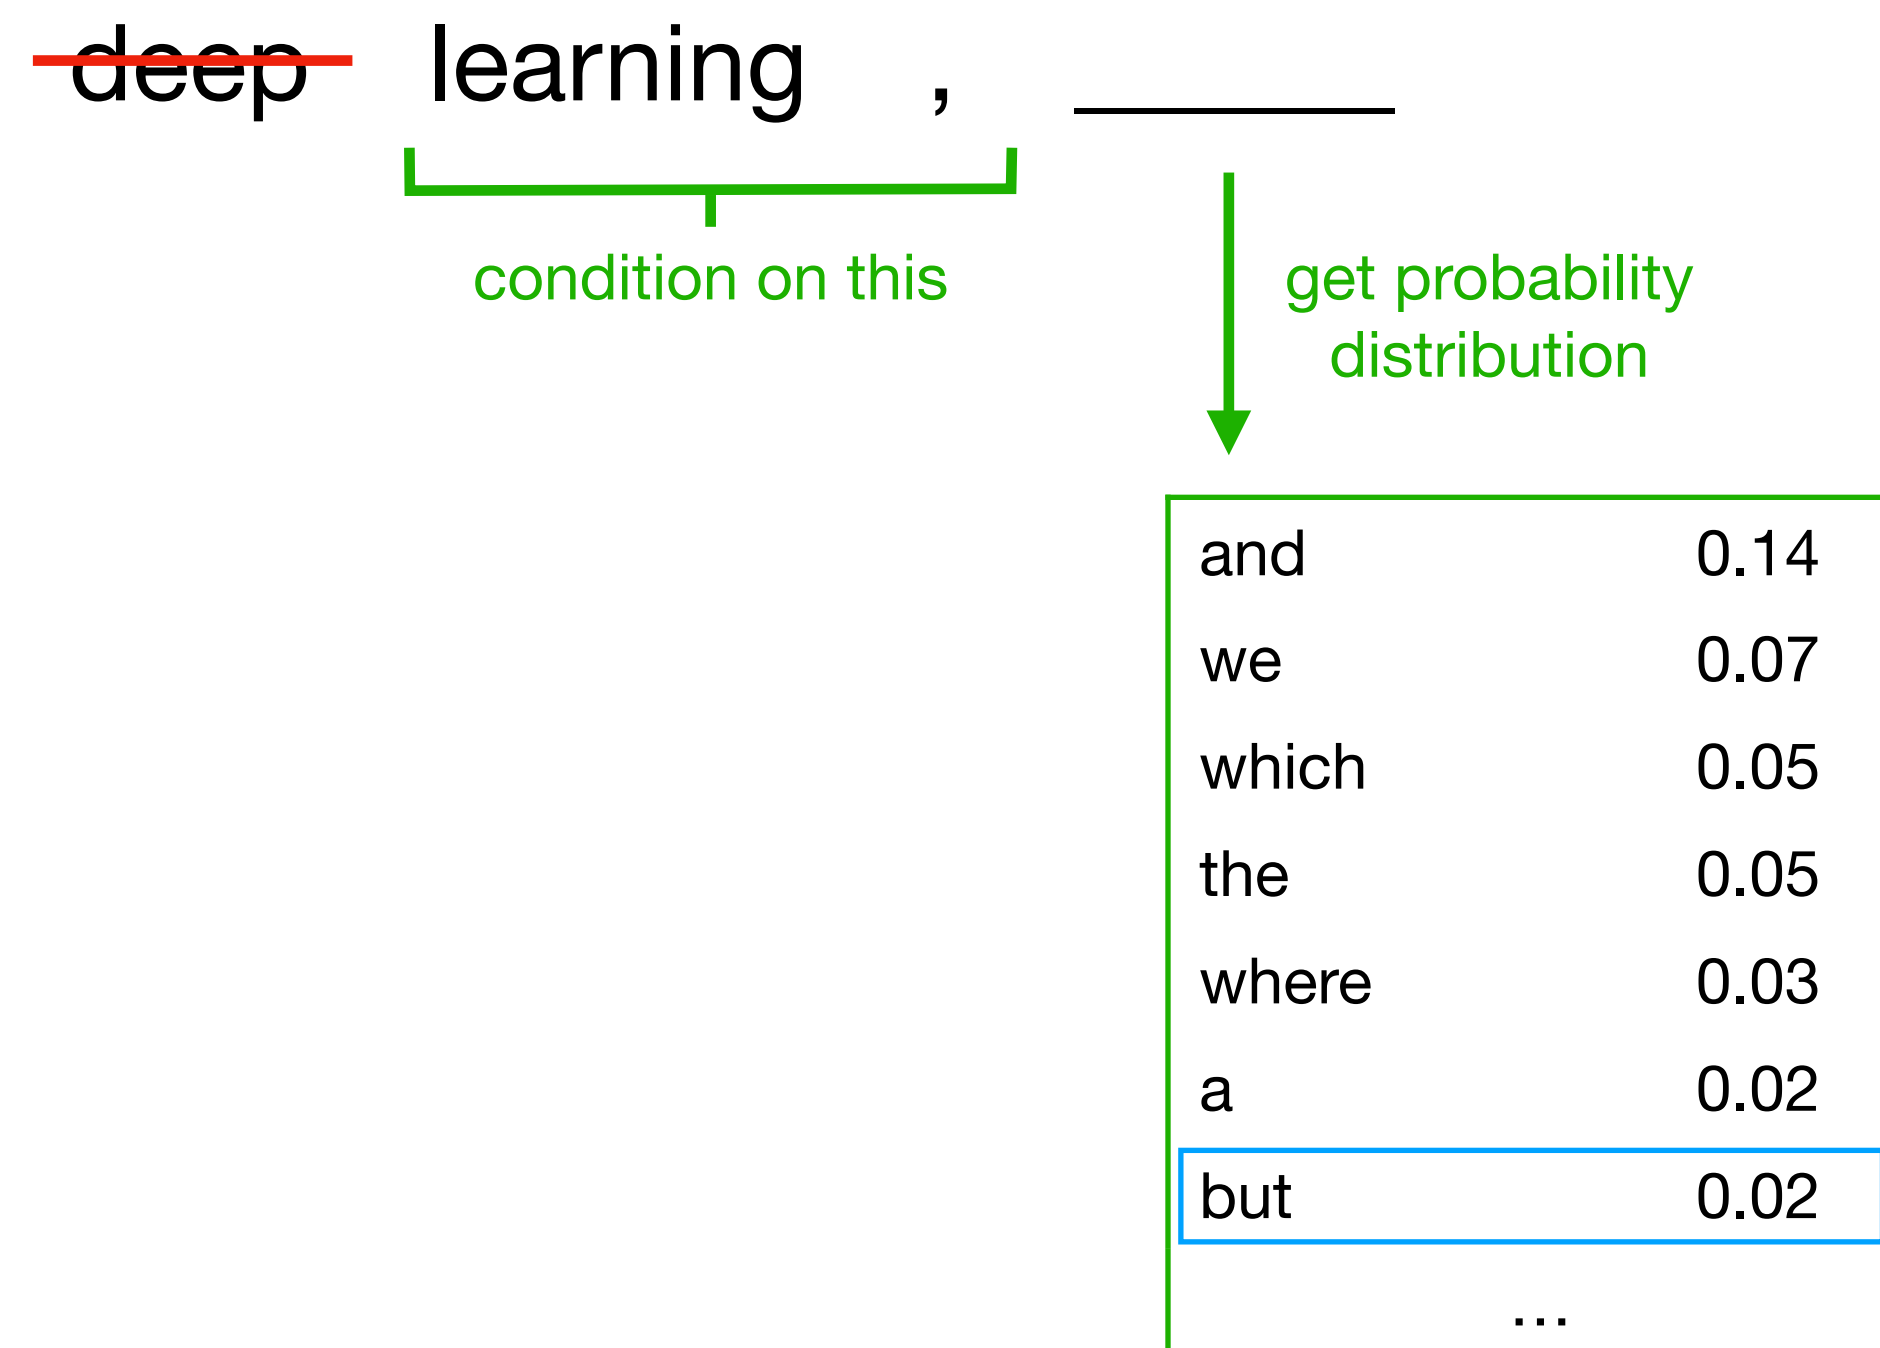 deep learning , ______
condition on this
get probability
distribution
and 0.14
we 0.07
which 0.05
the 0.05
where 0.03
a 0.02
but 0.02
...